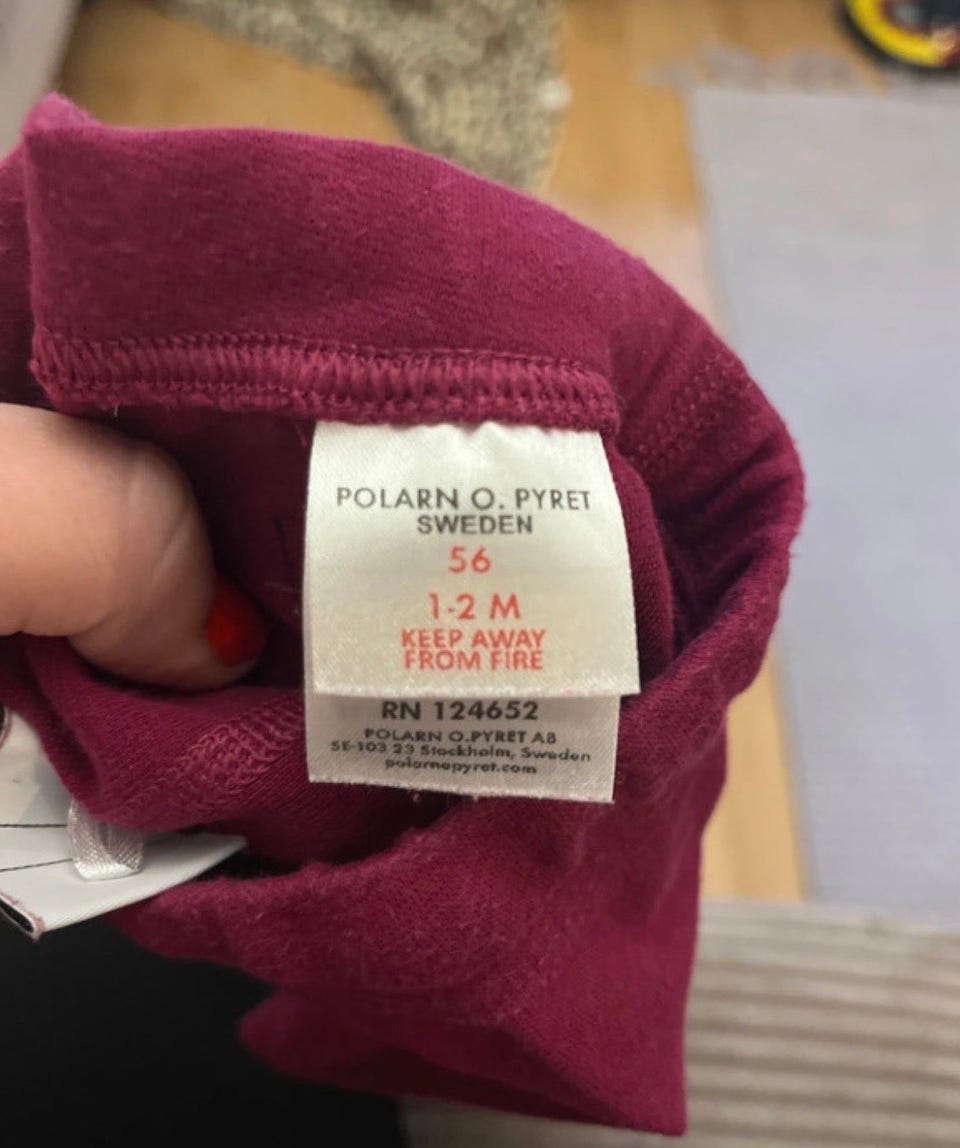 POLARN O. PYRET
SWEDEN
56
1-2 M
KEEP AWAY
FROM FIRE
RN 124652
POLARN O.PYRET AB
SE-103 23 Stockholm, Sweden
polarnopyret.com